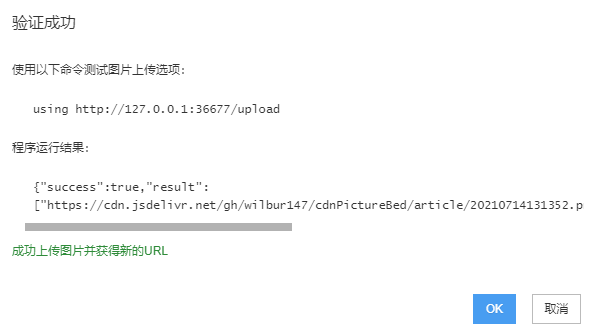 验证成功
使用以下命令测试图片上传选项:
using http://127.0.0.1:36677/upload
程序运行结果:
{"success":true,"result":
["https://cdn.jsdelivr.net/gh/wilbur147/cdnPictureBed/article/20210714131352.p
成功上传图片并获得新的URL
OK
取消